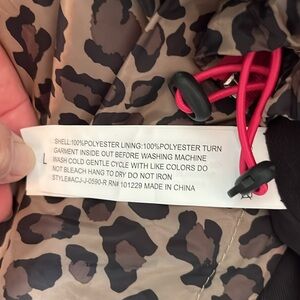 SHELL:100%POLYESTER LINING:100%POLYESTER TURN
GARMENT INSIDE OUT BEFORE WASHING MACHINE
WASH COLD GENTLE CYCLE WITH LIKE COLORS DO
NOT BLEACH HANG TO DRY DO NOT IRON
STYLE#ACJ-J-0590-R RN# 101229 MADE IN CHINA
L